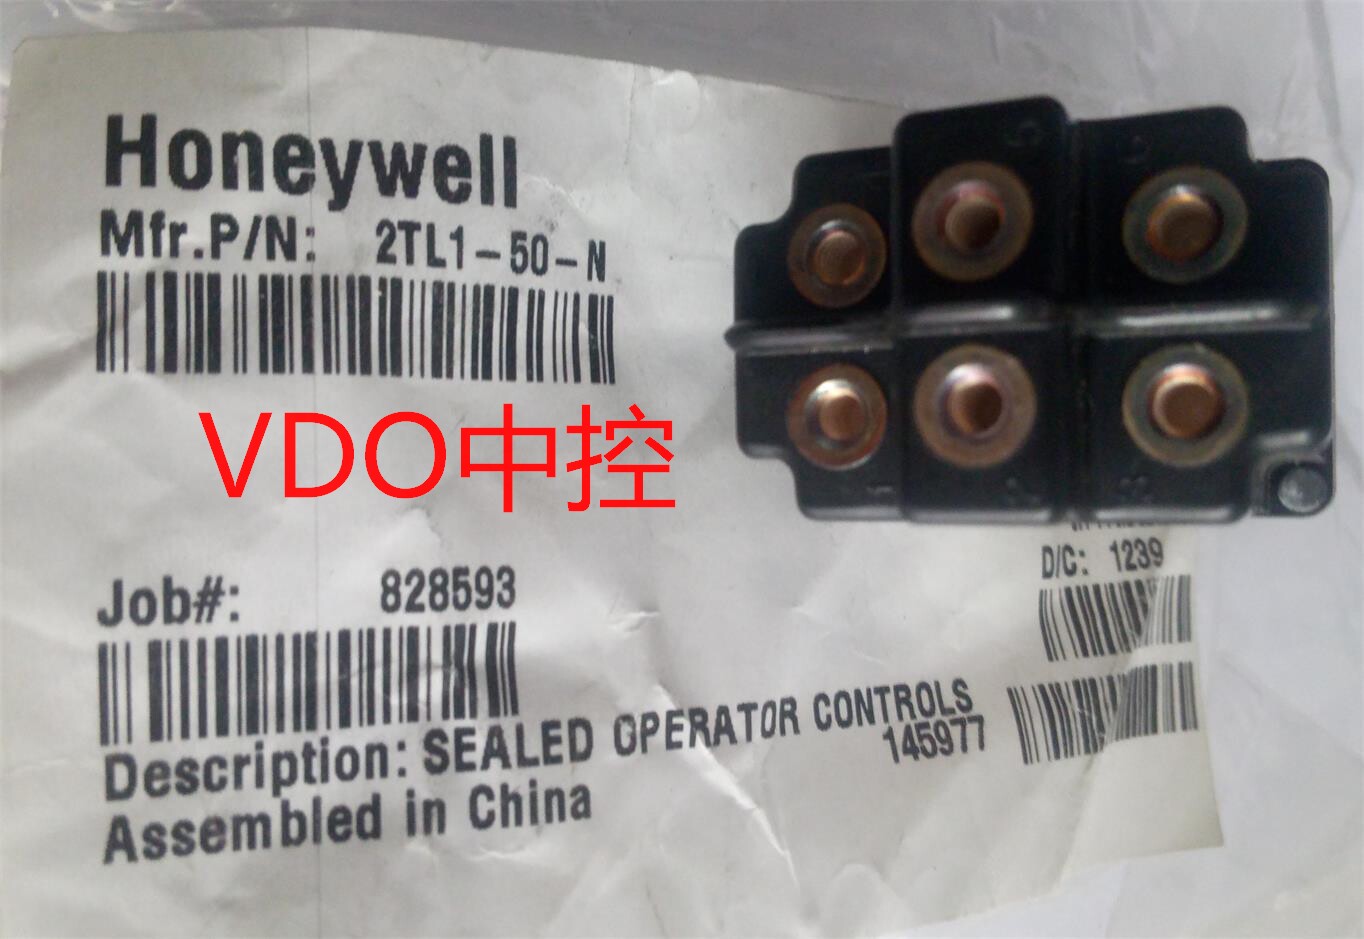 Honeywell
Mfr.P/N: 2TL1-50-N
VDO中控
Job#: 828593
D/C: 1239
Description: SEALED OPERATOR CONTROLS
145977
Assembled in China